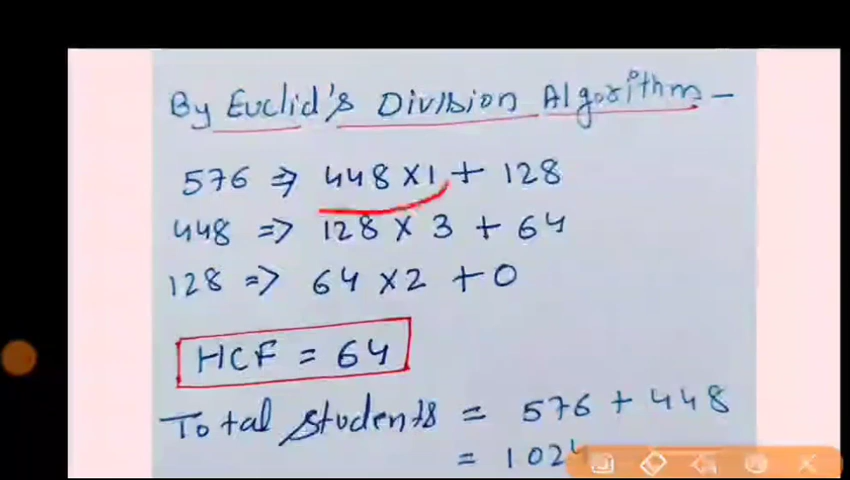 By Euclid's Division Algorithm –
576 => 448 × 1 + 128
448 => 128 × 3 + 64
128 => 64 × 2 + 0
HCF = 64
Total students = 576 + 448
= 1024